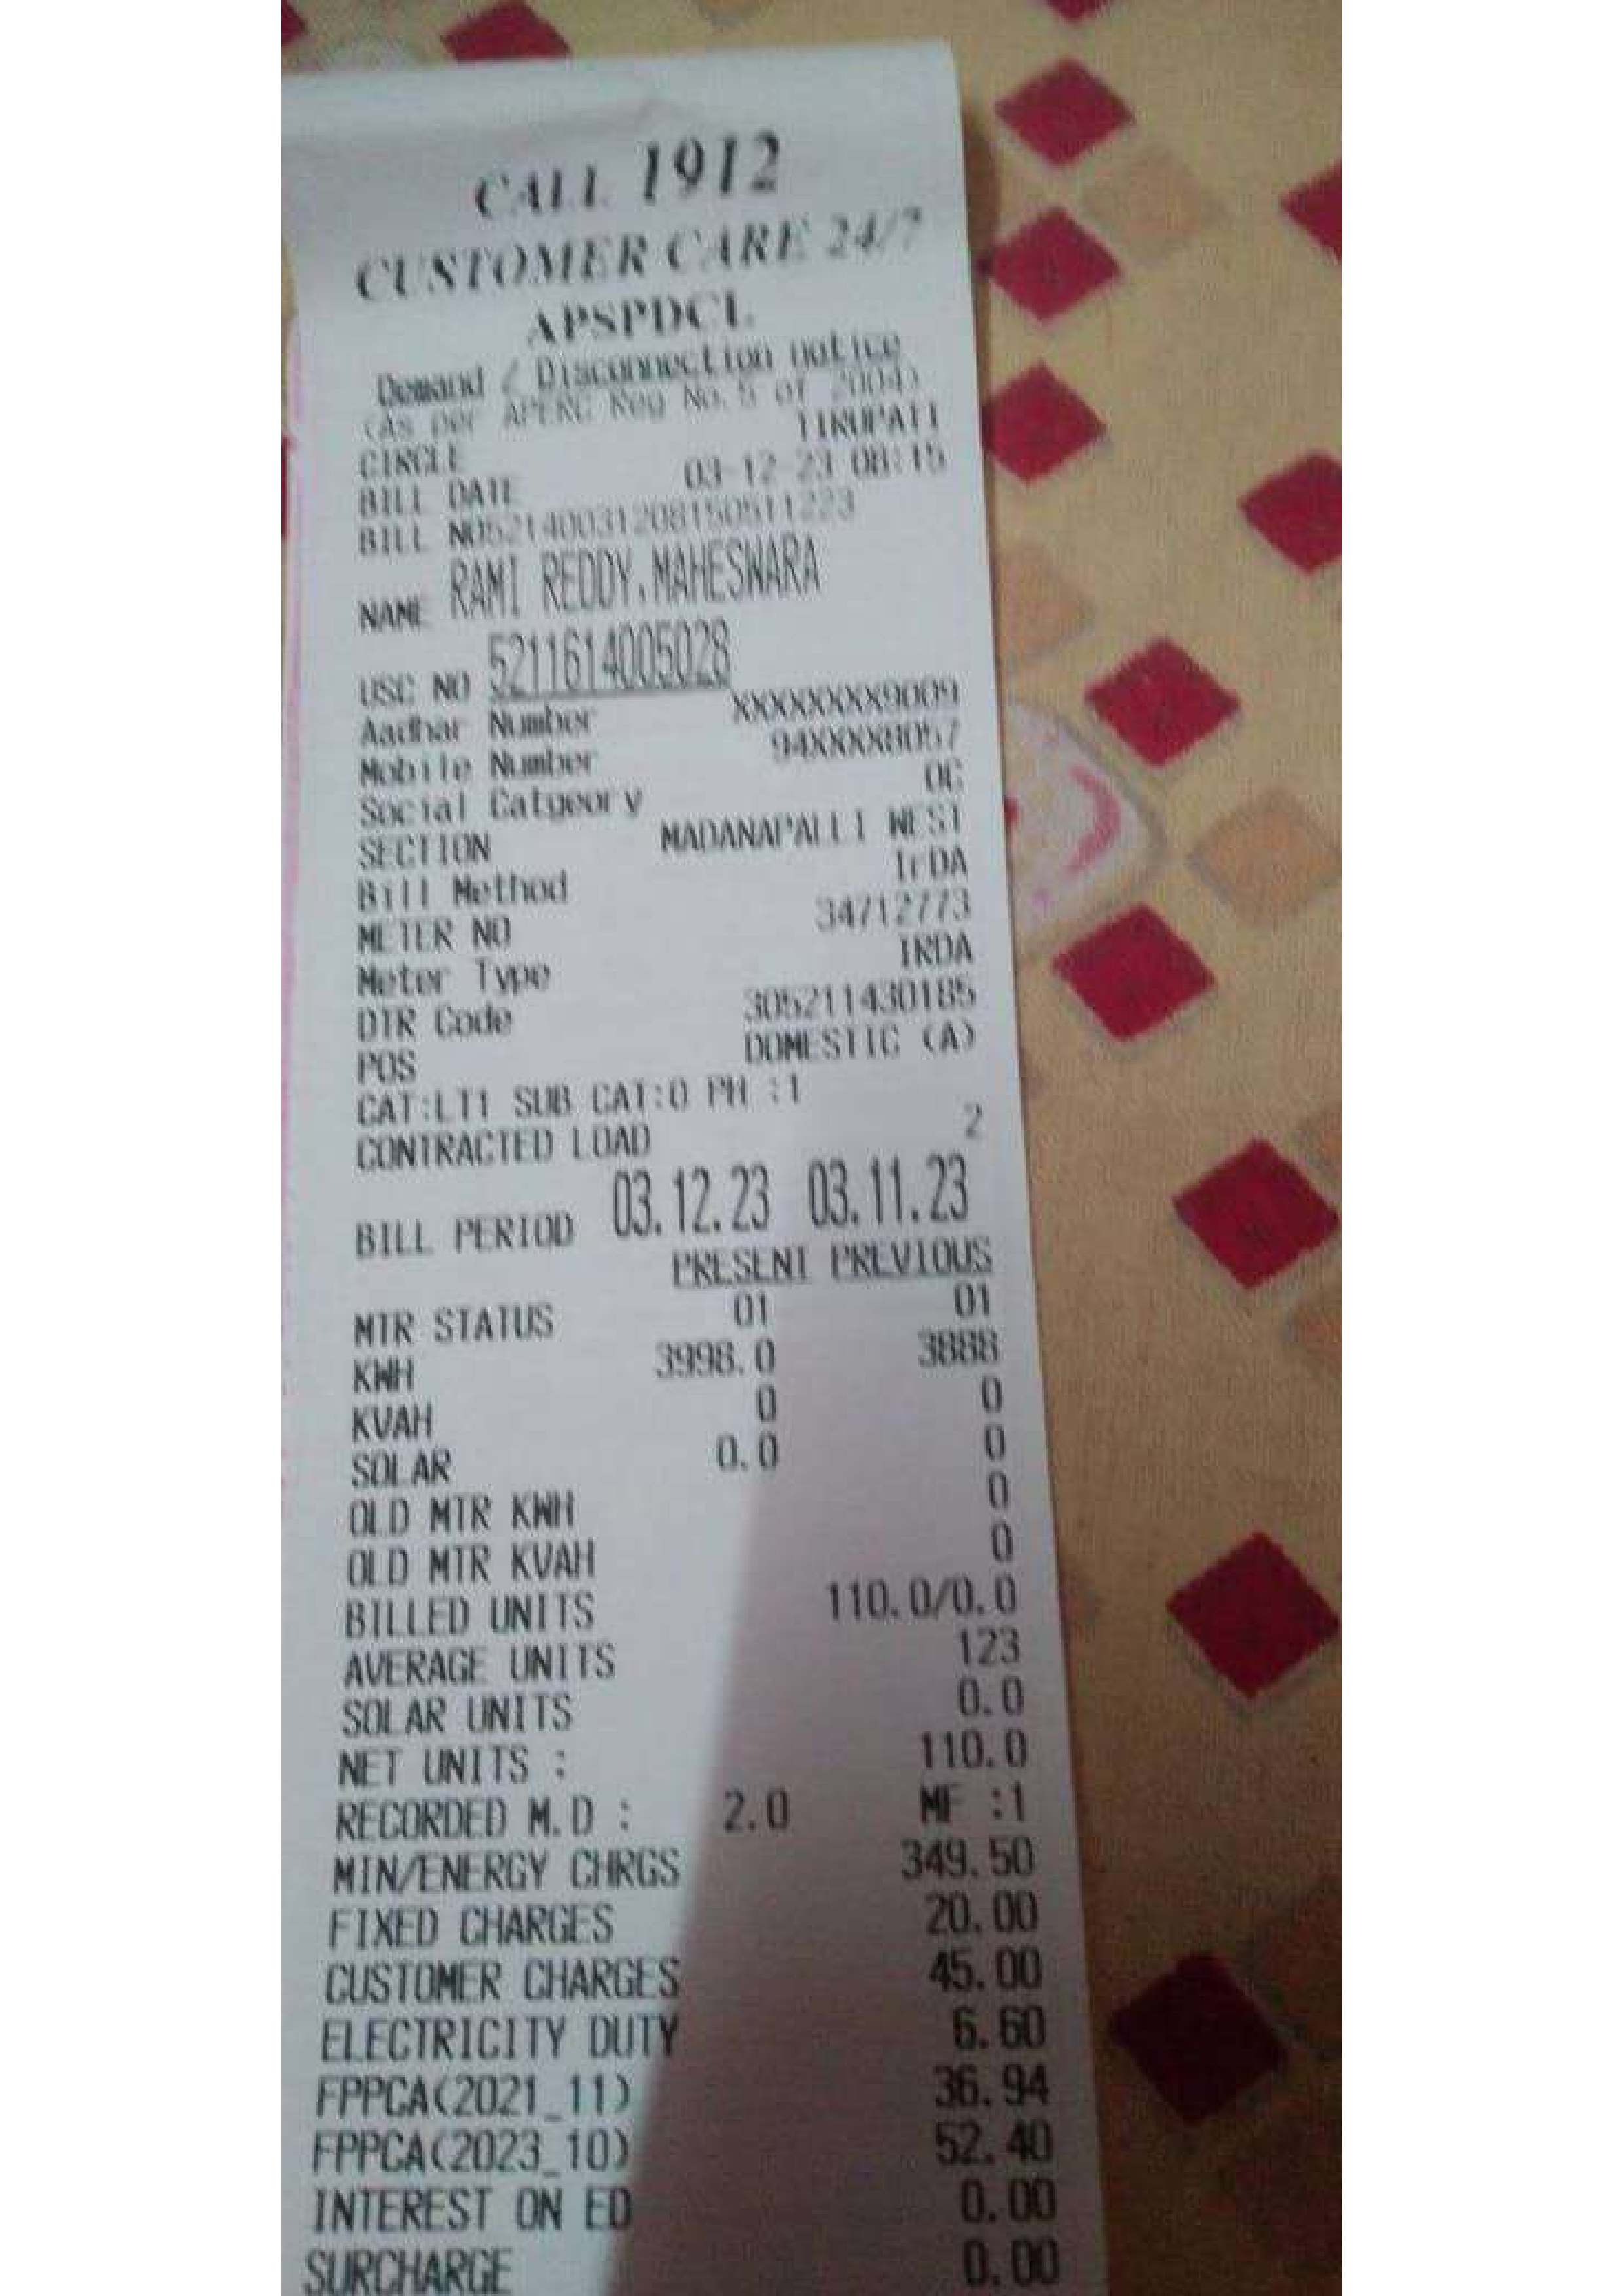 CALL 1912
CUSTOMER CARE 24/7
APSPDCL
Demand / Disconnection notice
(As per APERC Reg No.5 of 2004)
CIRCLE TIRUPATI
BILL DATE 03-12-23 08:15
BILL NO52140031208150511223
NAME RAMI REDDY.MAHESWARA
USC NO 5211614005028
Aadhar Number XXXXXXXX9009
Mobile Number 94XXXX8057
Social Catgeory OC
SECTION MADANAPALLI WEST
Bill Method IrDA
METER NO 34712773
Meter Type IRDA
DTR Code 305211430185
POS DOMESTIC (A)
CAT:LT1 SUB CAT:0 PH :1
CONTRACTED LOAD 2
BILL PERIOD 03.12.23 03.11.23
PRESENT PREVIOUS
MTR STATUS 01 01
KWH 3998.0 3888
KVAH 0 0
SOLAR 0.0 0
OLD MTR KWH 0
OLD MTR KVAH 0
BILLED UNITS 110.0/0.0
AVERAGE UNITS 123
SOLAR UNITS 0.0
NET UNITS : 110.0
RECORDED M.D : 2.0 MF :1
MIN/ENERGY CHRGS 349.50
FIXED CHARGES 20.00
CUSTOMER CHARGES 45.00
ELECTRICITY DUTY 6.60
FPPCA(2021_11) 36.94
FPPCA(2023_10) 52.40
INTEREST ON ED 0.00
SURCHARGE 0.00